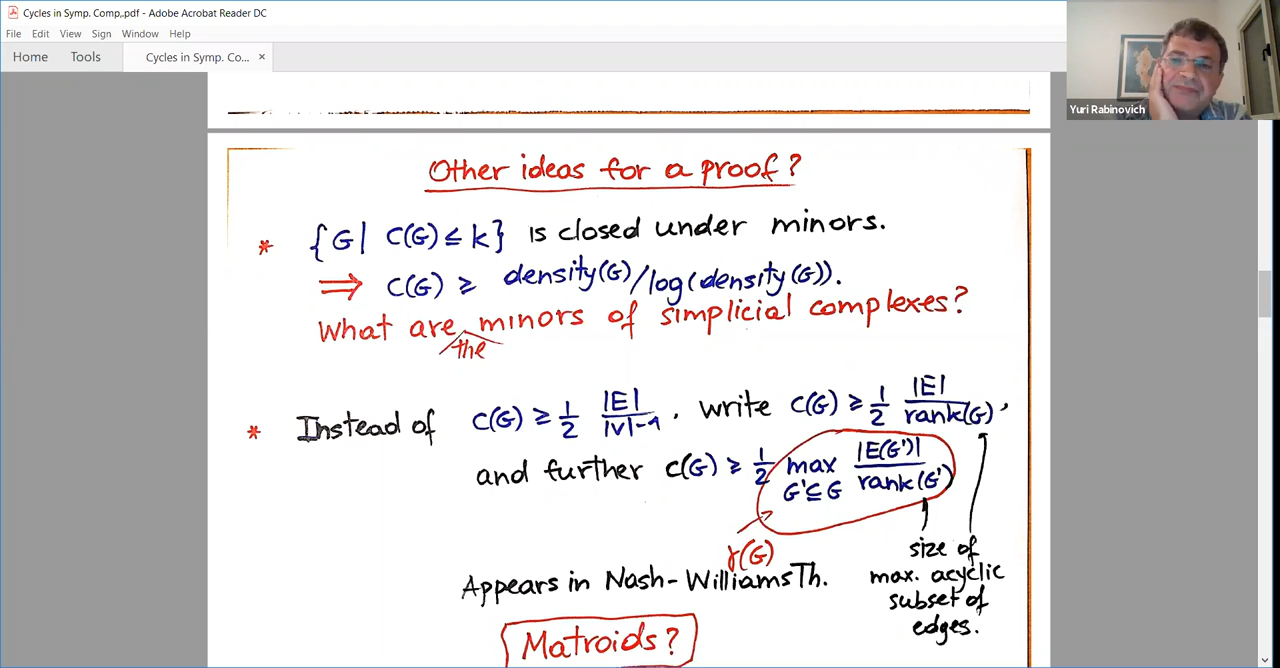 Cycles in Symp. Comp,.pdf - Adobe Acrobat Reader DC
File Edit View Sign Window Help
Home Tools Cycles in Symp. Co... ×
Yuri Rabinovich
Other ideas for a proof?
* {G| C(G) ≤ k} is closed under minors.
⇒ C(G) ≥ density(G)/log(density(G)).
What are the minors of simplicial complexes?
* Instead of C(G) ≥ 1/2 |E|/|V|-1, write C(G) ≥ 1/2 |E|/rank(G),
and further C(G) ≥ 1/2 max G'⊆G |E(G')|/rank(G')
γ(G)
size of
max. acyclic
subset of
edges.
Appears in Nash-Williams Th.
Matroids?